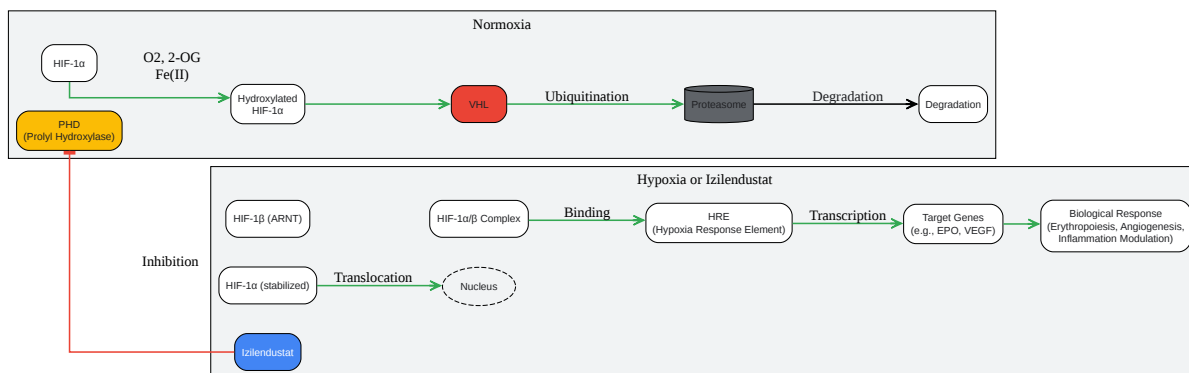 Normoxia
HIF-1α
O2, 2-OG
Fe(II)
Hydroxylated
HIF-1α
VHL
Ubiquitination
Proteasome
Degradation
Degradation
PHD
(Prolyl Hydroxylase)
Hypoxia or Izilendustat
HIF-1β (ARNT)
HIF-1α/β Complex
Binding
HRE
(Hypoxia Response Element)
Transcription
Target Genes
(e.g., EPO, VEGF)
Biological Response
(Erythropoiesis, Angiogenesis,
Inflammation Modulation)
Inhibition
HIF-1α (stabilized)
Translocation
Nucleus
Izilendustat